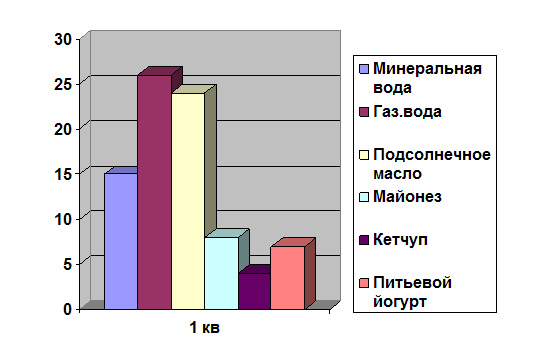 30
25
20
15
10
5
0
1 кв
Минеральная
вода
Газ.вода
Подсолнечное
масло
Майонез
Кетчуп
Питьевой
йогурт